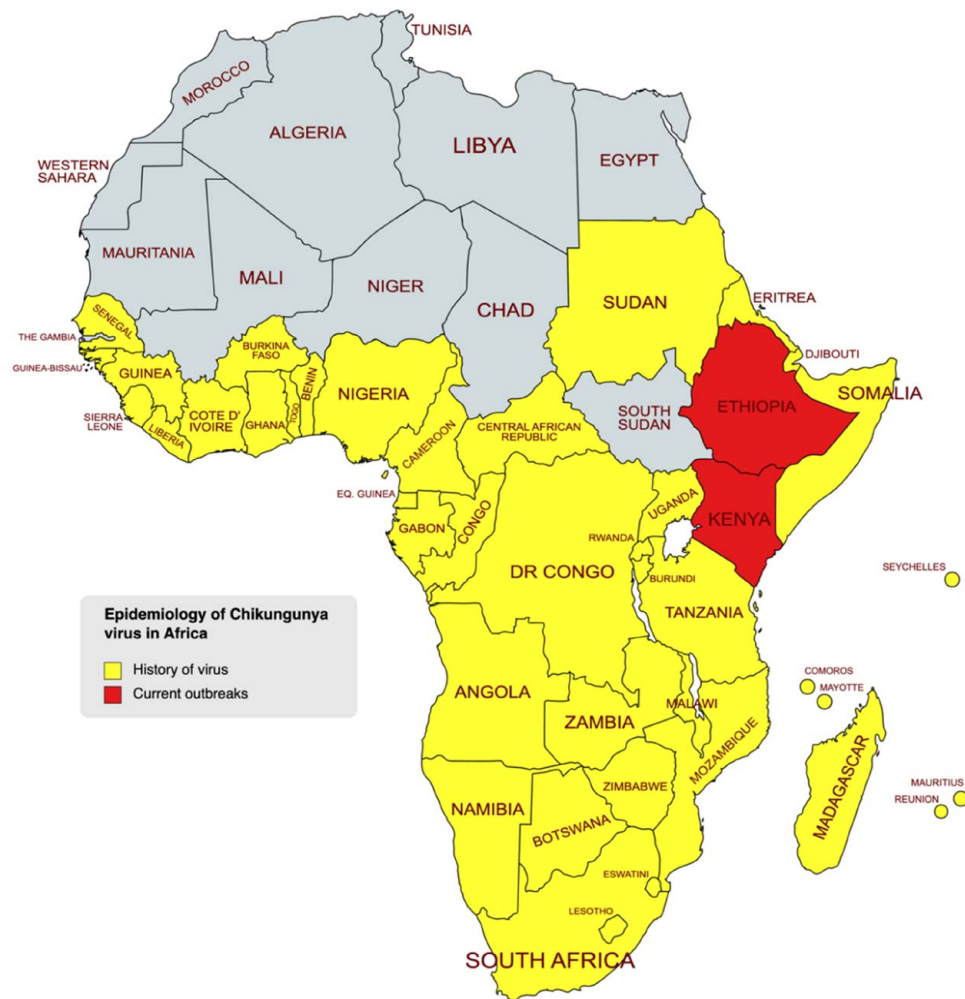 TUNISIA
MOROCCO
ALGERIA
LIBYA
EGYPT
WESTERN
SAHARA
MAURITANIA
MALI
NIGER
CHAD
SUDAN
ERITREA
SENEGAL
THE GAMBIA
GUINEA-BISSAU
GUINEA
BURKINA
FASO
BENIN
NIGERIA
DJIBOUTI
SOMALIA
ETHIOPIA
SIERRA
LEONE
LIBERIA
COTE D'
IVOIRE
GHANA
TOGO
CAMEROON
CENTRAL AFRICAN
REPUBLIC
SOUTH
SUDAN
EQ. GUINEA
GABON
CONGO
UGANDA
KENYA
RWANDA
DR CONGO
BURUNDI
TANZANIA
SEYCHELLES
Epidemiology of Chikungunya
virus in Africa
History of virus
Current outbreaks
COMOROS
MAYOTTE
ANGOLA
ZAMBIA
MALAWI
MOZAMBIQUE
MADAGASCAR
MAURITIUS
REUNION
NAMIBIA
ZIMBABWE
BOTSWANA
ESWATINI
LESOTHO
SOUTH AFRICA